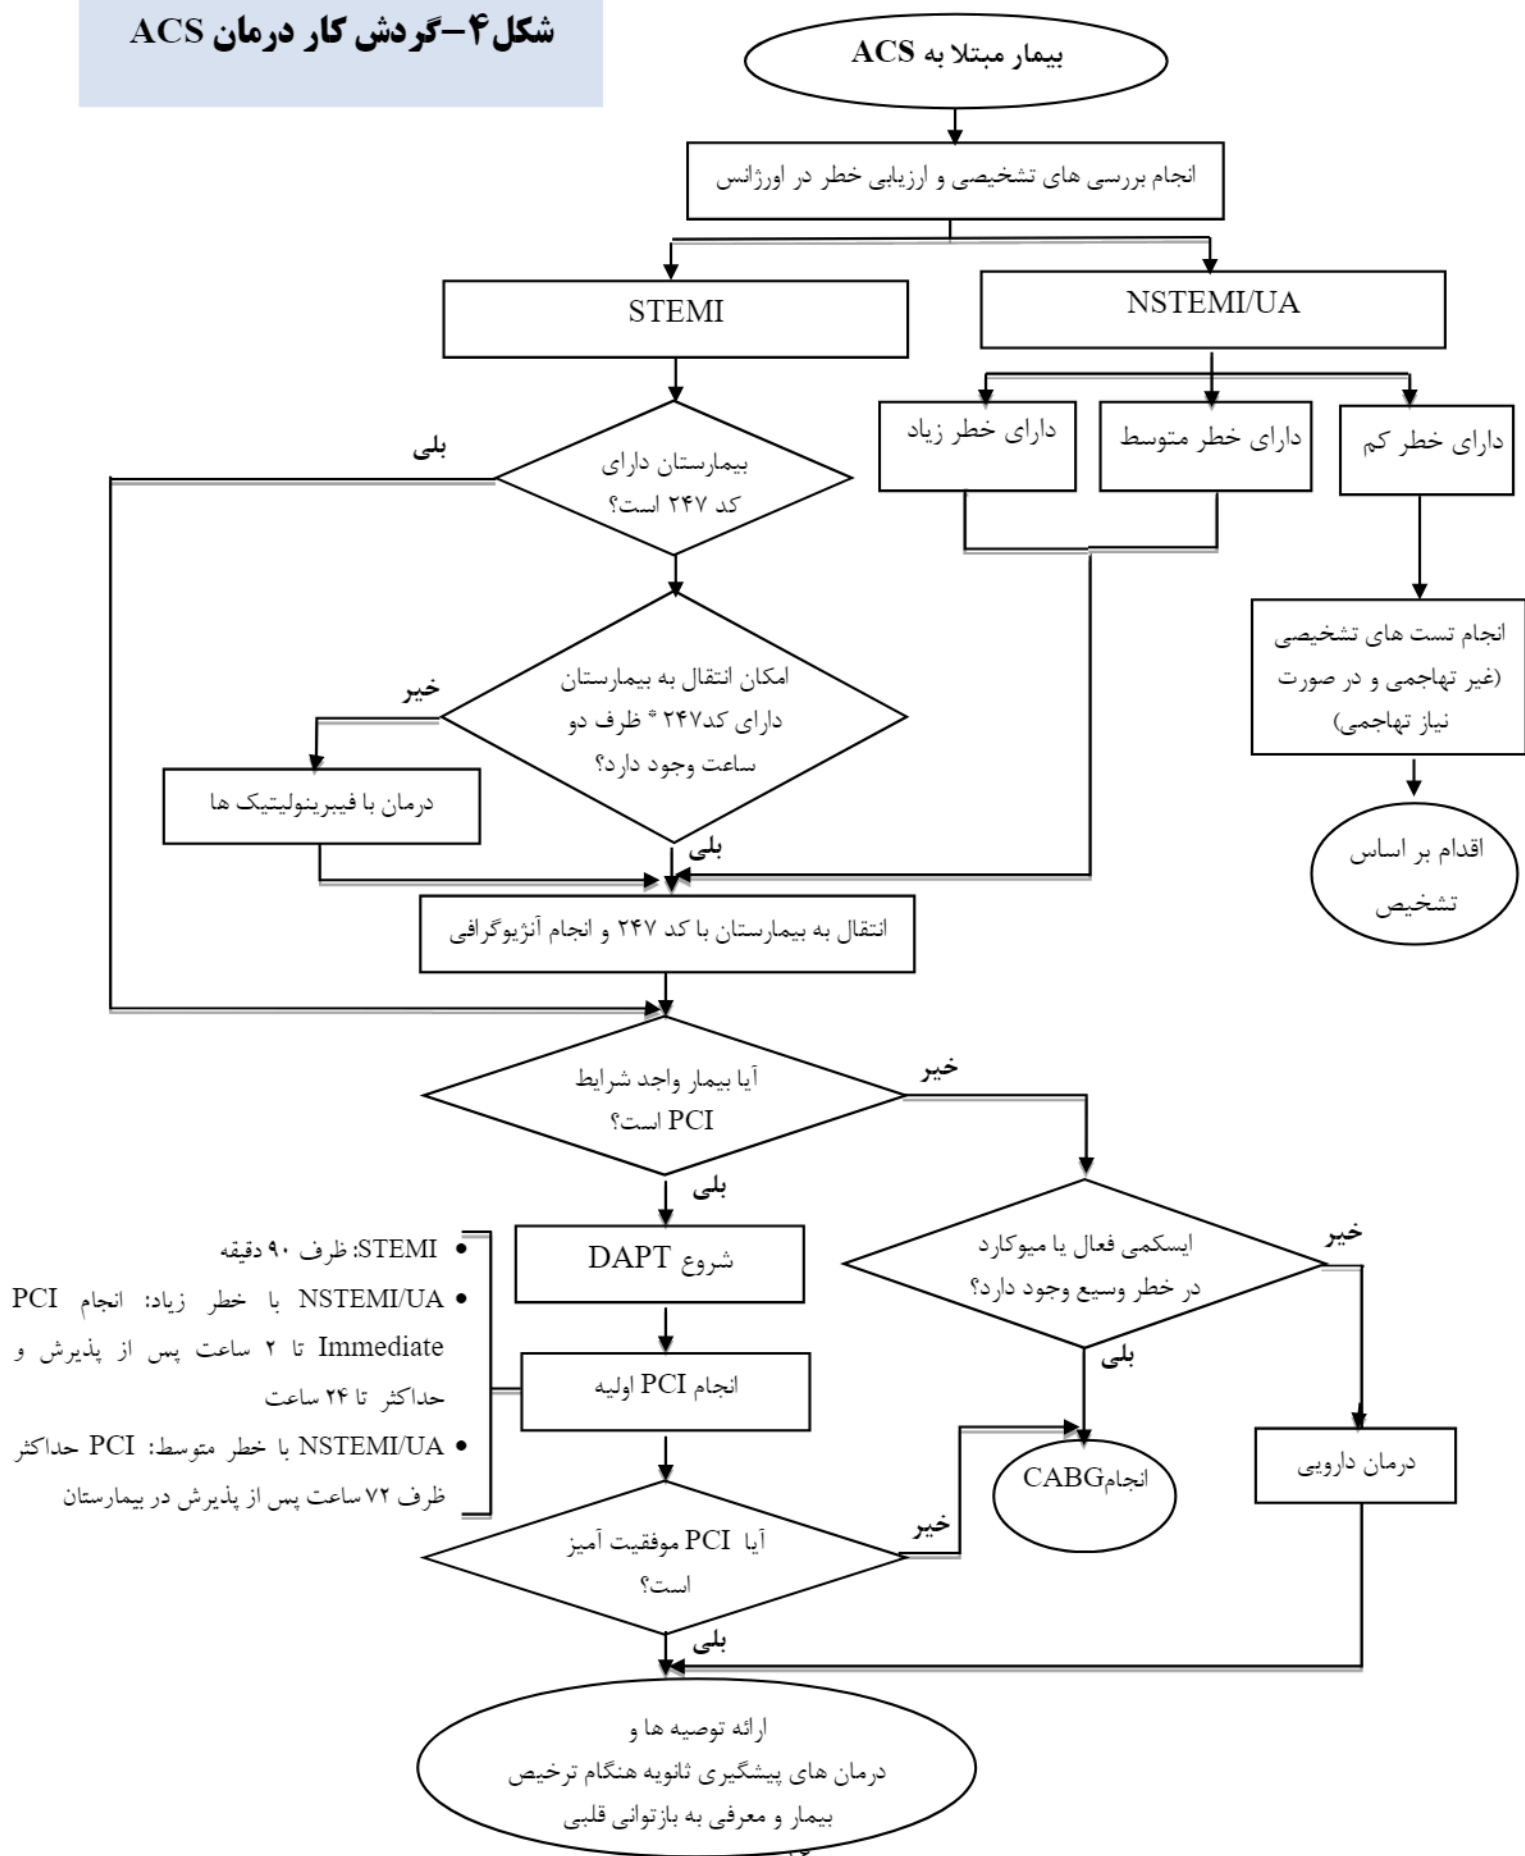 شکل۴-گردش کار درمان ACS
بیمار مبتلا به ACS
انجام بررسی های تشخیصی و ارزیابی خطر در اورژانس
STEMI
NSTEMI/UA
دارای خطر زیاد
دارای خطر متوسط
دارای خطر کم
بلی
بیمارستان دارای
کد ۲۴۷ است؟
انجام تست های تشخیصی
(غیر تهاجمی و در صورت
نیاز تهاجمی)
خیر
امکان انتقال به بیمارستان
دارای کد۲۴۷ * ظرف دو
ساعت وجود دارد؟
درمان با فیبرینولیتیک ها
بلی
اقدام بر اساس
تشخیص
انتقال به بیمارستان با کد ۲۴۷ و انجام آنژیوگرافی
آیا بیمار واجد شرایط
PCI است؟
خیر
بلی
شروع DAPT
ایسکمی فعال یا میوکارد
در خطر وسیع وجود دارد؟
خیر
بلی
• STEMI: ظرف ۹۰ دقیقه
• NSTEMI/UA با خطر زیاد: انجام PCI
Immediate تا ۲ ساعت پس از پذیرش و
حداکثر تا ۲۴ ساعت
• NSTEMI/UA با خطر متوسط: PCI حداکثر
ظرف ۷۲ ساعت پس از پذیرش در بیمارستان
انجام PCI اولیه
انجامCABG
درمان دارویی
آیا PCI موفقیت آمیز
است؟
خیر
بلی
ارائه توصیه ها و
درمان های پیشگیری ثانویه هنگام ترخیص
بیمار و معرفی به بازتوانی قلبی